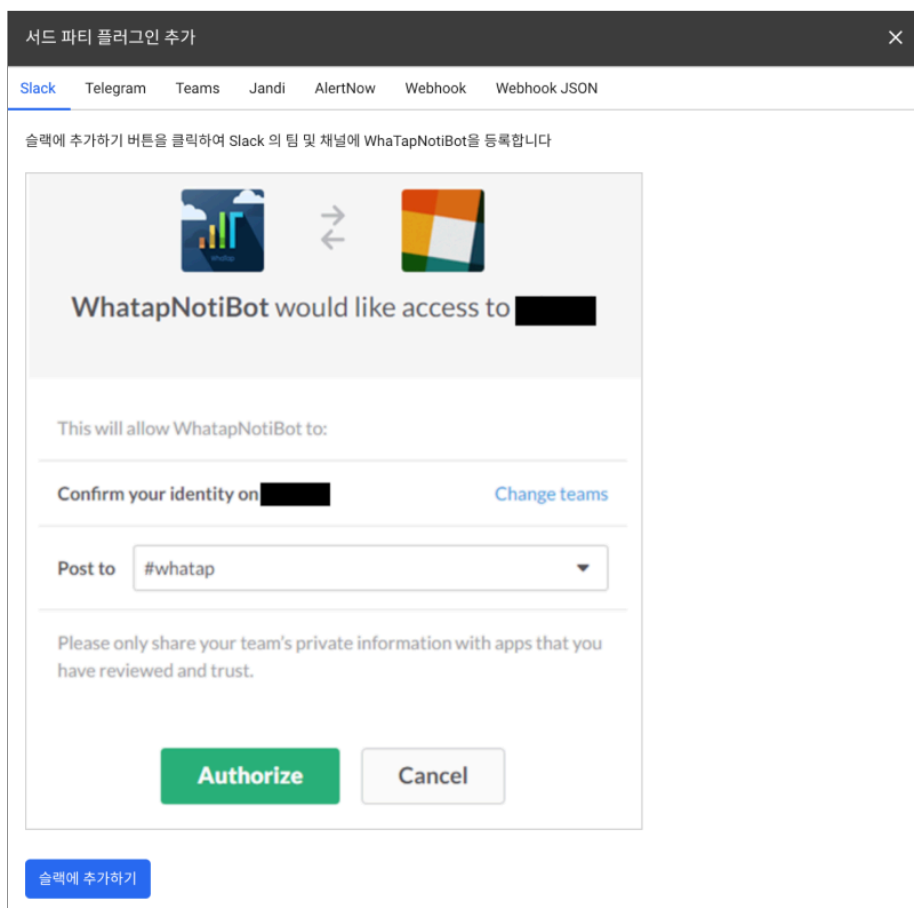 서드 파티 플러그인 추가
Slack Telegram Teams Jandi AlertNow Webhook Webhook JSON
슬랙에 추가하기 버튼을 클릭하여 Slack 의 팀 및 채널에 WhaTapNotiBot을 등록합니다
WhaTap
WhatapNotiBot would like access to
This will allow WhatapNotiBot to:
Confirm your identity on
Change teams
Post to #whatap
Please only share your team's private information with apps that you
have reviewed and trust.
Authorize Cancel
슬랙에 추가하기